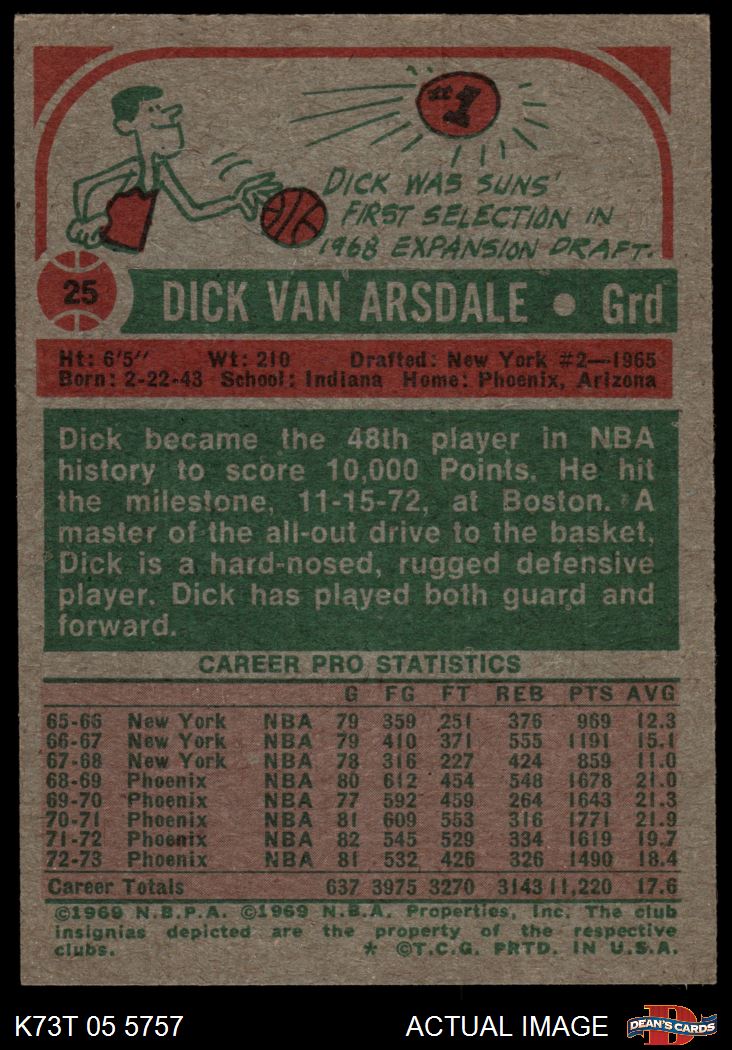 #1
DICK WAS SUNS'
FIRST SELECTION IN
1968 EXPANSION DRAFT.
25
DICK VAN ARSDALE • Grd
Ht: 6'5" Wt: 210 Drafted: New York #2—1965
Born: 2-22-43 School: Indiana Home: Phoenix, Arizona
Dick became the 48th player in NBA
history to score 10,000 Points. He hit
the milestone, 11-15-72, at Boston. A
master of the all-out drive to the basket,
Dick is a hard-nosed, rugged defensive
player. Dick has played both guard and
forward.
CAREER PRO STATISTICS
G FG FT REB PTS AVG
65-66 New York NBA 79 359 251 376 969 12.3
66-67 New York NBA 79 410 371 555 1191 15.1
67-68 New York NBA 78 316 227 424 859 11.0
68-69 Phoenix NBA 80 612 454 548 1678 21.0
69-70 Phoenix NBA 77 592 459 264 1643 21.3
70-71 Phoenix NBA 81 609 553 316 1771 21.9
71-72 Phoenix NBA 82 545 529 334 1619 19.7
72-73 Phoenix NBA 81 532 426 326 1490 18.4
Career Totals 637 3975 3270 3143 11,220 17.6
©1969 N.B.P.A. ©1969 N.B.A. Properties, Inc. The club
insignias depicted are the property of the respective
clubs. * ©T.C.G. PRTD. IN U.S.A.
K73T 05 5757 ACTUAL IMAGE
D
DEAN'S CARDS